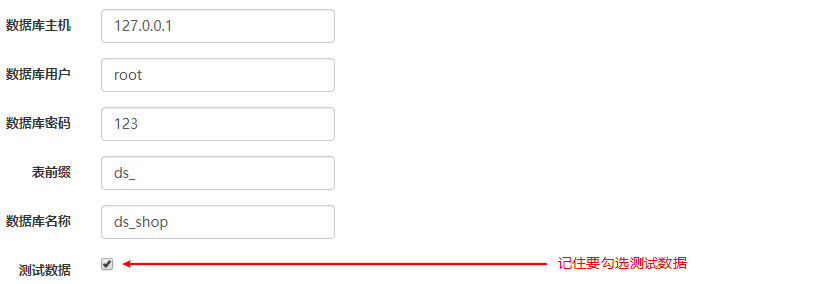 数据库主机 127.0.0.1
数据库用户 root
数据库密码 123
表前缀 ds_
数据库名称 ds_shop
测试数据 记住要勾选测试数据